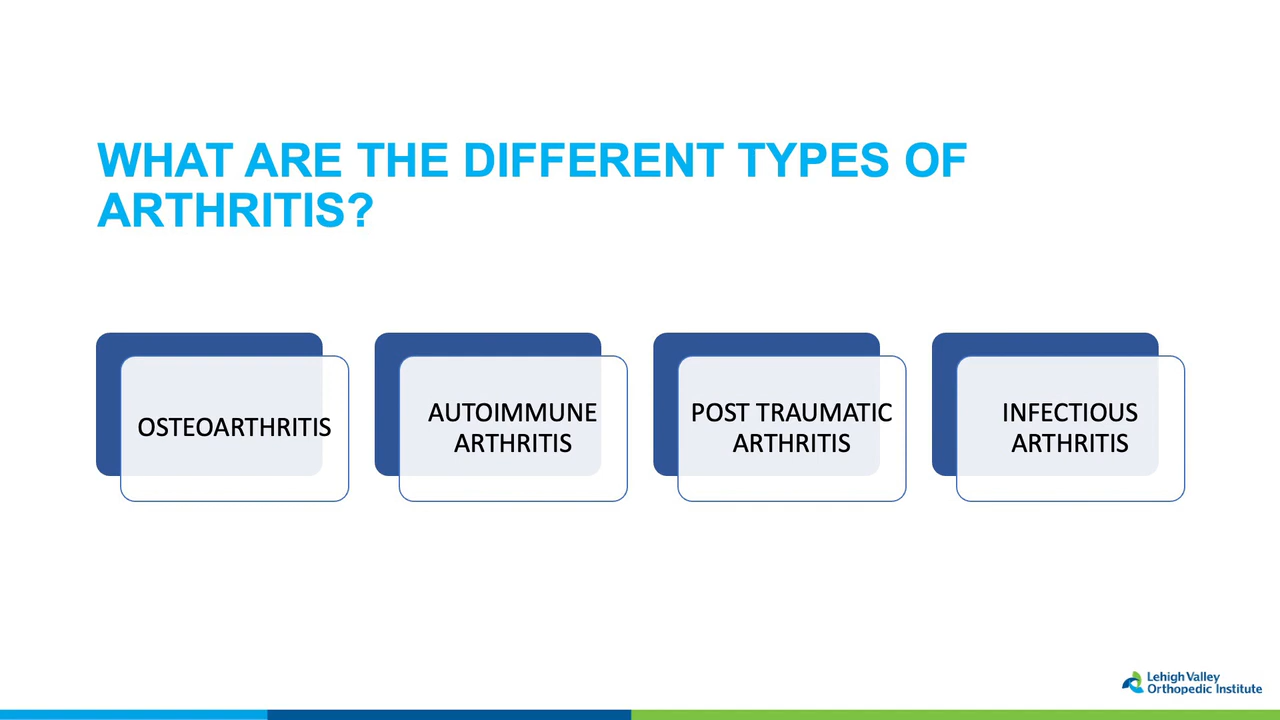 WHAT ARE THE DIFFERENT TYPES OF
ARTHRITIS?
OSTEOARTHRITIS
AUTOIMMUNE
ARTHRITIS
POST TRAUMATIC
ARTHRITIS
INFECTIOUS
ARTHRITIS
Lehigh Valley
Orthopedic Institute